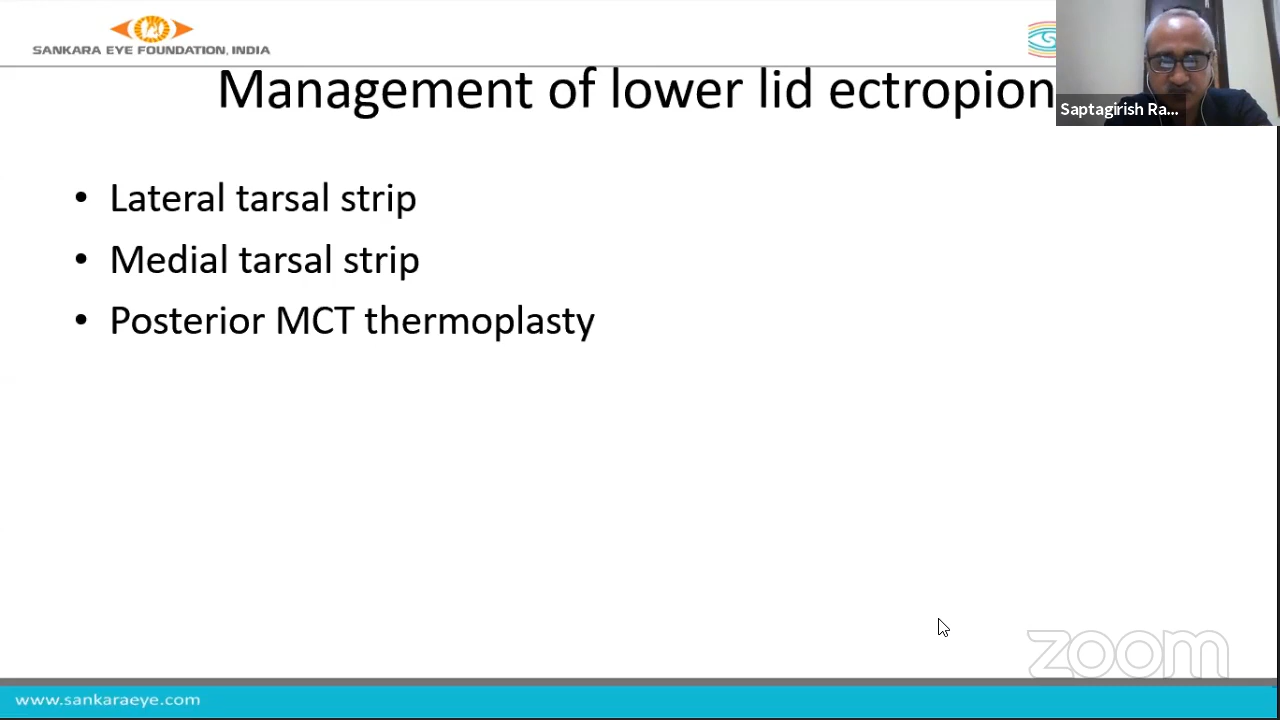 SANKARA EYE FOUNDATION, INDIA
Management of lower lid ectropion
Saptagirish Ra...
• Lateral tarsal strip
• Medial tarsal strip
• Posterior MCT thermoplasty
zoom
www.sankaraeye.com